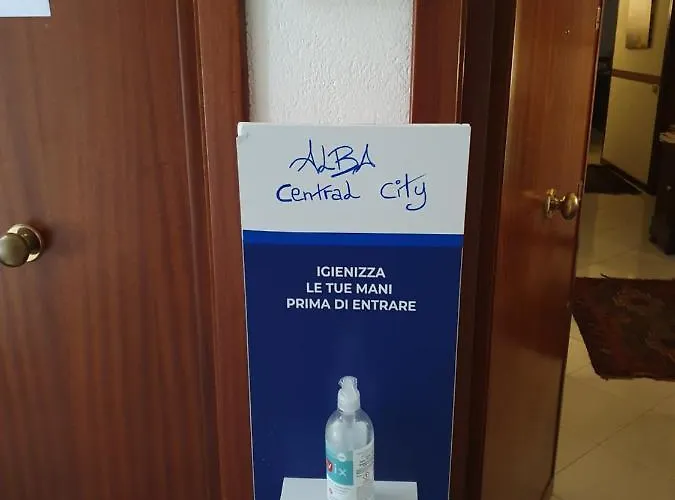 ALBA
Central City
IGIENIZZA
LE TUE MANI
PRIMA DI ENTRARE